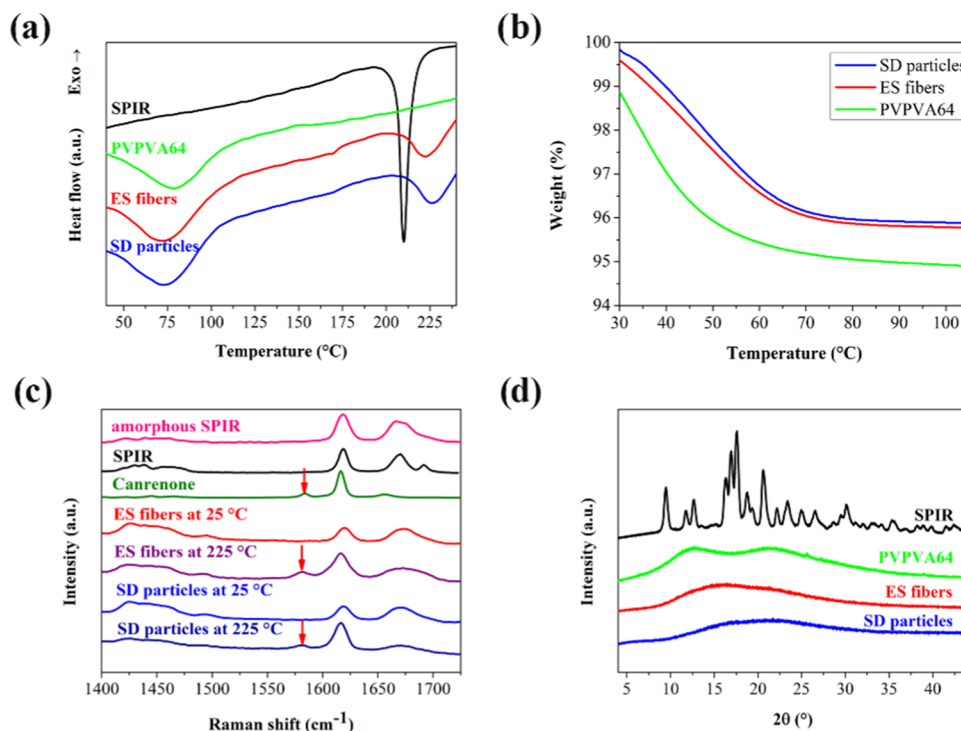 (a)
Exo →
Heat flow (a.u.)
SPIR
PVPVA64
ES fibers
SD particles
50 75 100 125 150 175 200 225
Temperature (°C)
(b)
100
99
98
97
96
95
94
Weight (%)
SD particles
ES fibers
PVPVA64
30 40 50 60 70 80 90 100
Temperature (°C)
(c)
Intensity (a.u.)
amorphous SPIR
SPIR
Canrenone
ES fibers at 25 °C
ES fibers at 225 °C
SD particles at 25 °C
SD particles at 225 °C
1400 1450 1500 1550 1600 1650 1700
Raman shift (cm⁻¹)
(d)
Intensity (a.u.)
SPIR
PVPVA64
ES fibers
SD particles
5 10 15 20 25 30 35 40
2θ (°)